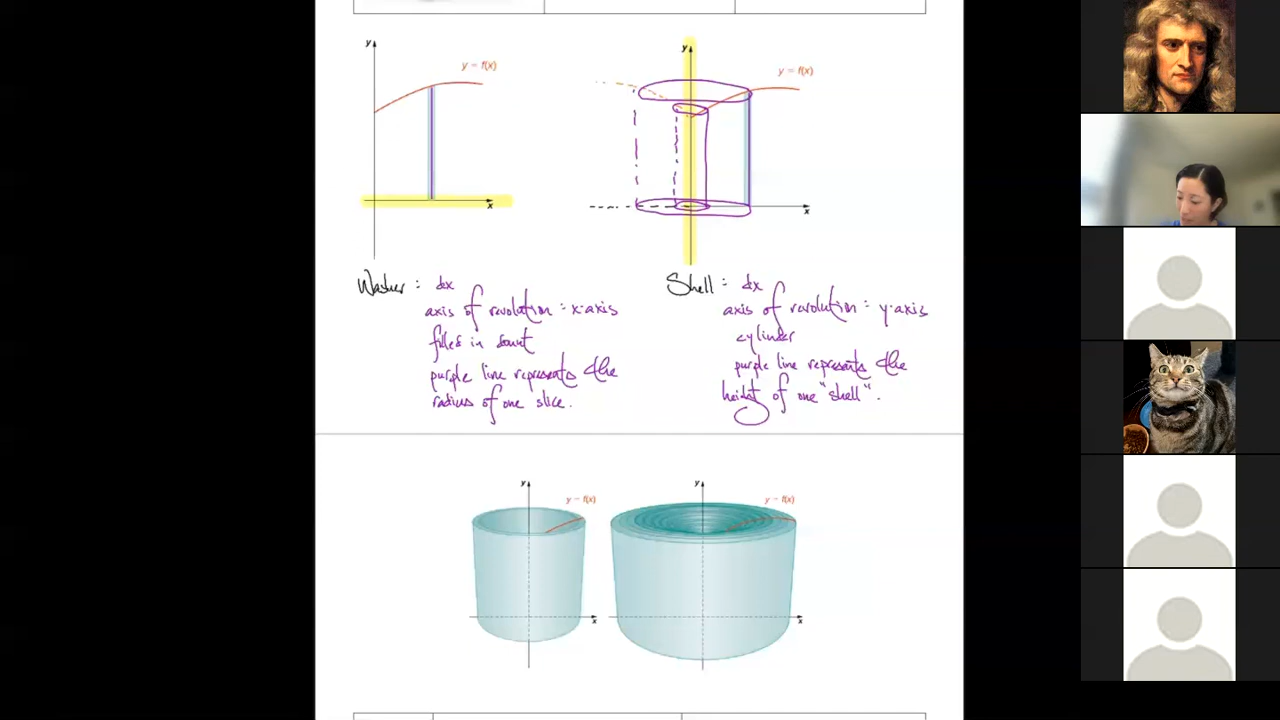 y
y = f(x)
x
y
y = f(x)
x
Washer : dx
axis of revolution = x-axis
filled in
purple line represents the
radius of one slice.
Shell : dx
axis of revolution = y-axis
cylinder
purple line represents the
height of one "shell".
y
y = f(x)
x
y
y = f(x)
x